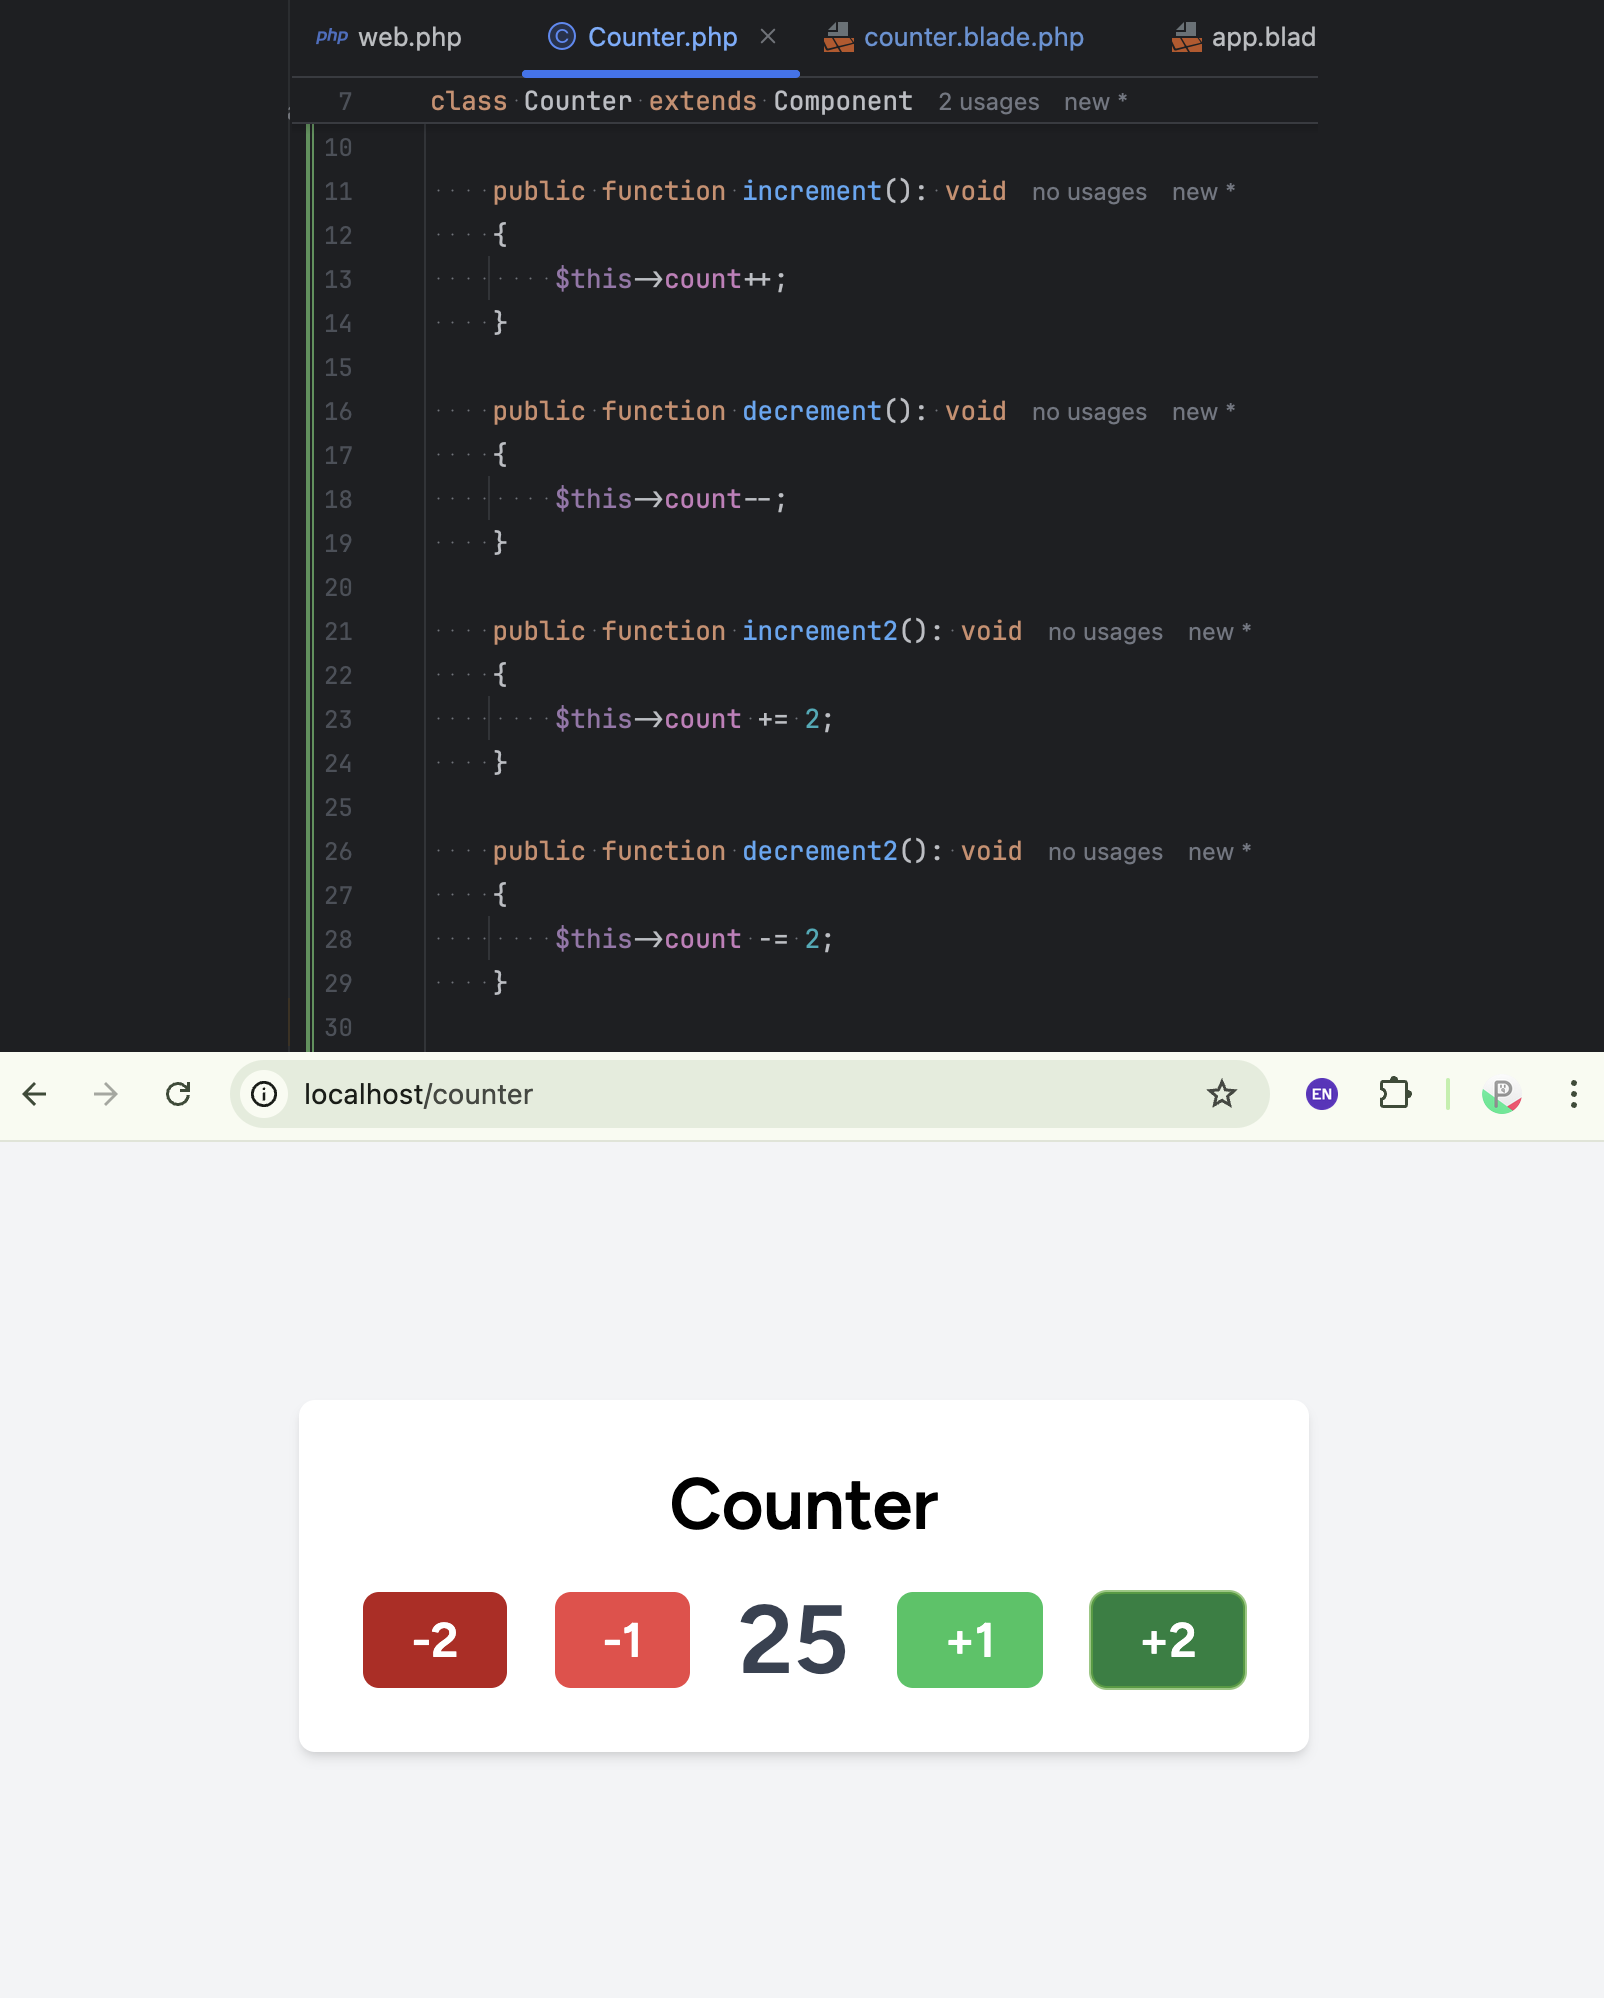 php web.php Counter.php counter.blade.php app.blad
7 class Counter extends Component 2 usages new *
10
11 public function increment(): void no usages new *
12 {
13 $this->count++;
14 }
15
16 public function decrement(): void no usages new *
17 {
18 $this->count--;
19 }
20
21 public function increment2(): void no usages new *
22 {
23 $this->count += 2;
24 }
25
26 public function decrement2(): void no usages new *
27 {
28 $this->count -= 2;
29 }
30
localhost/counter EN
Counter
-2 -1 25 +1 +2